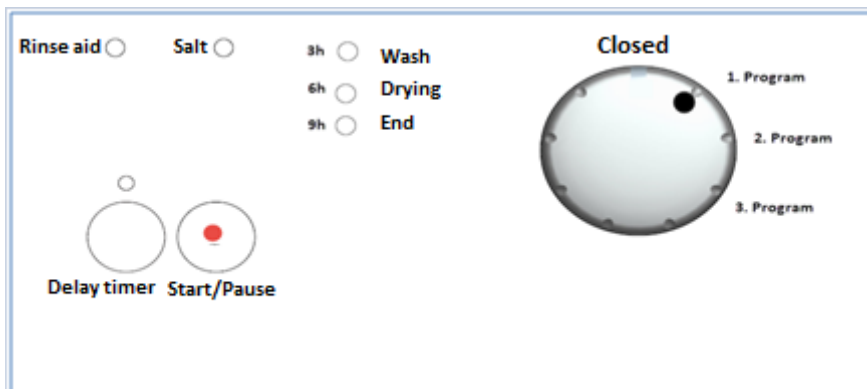 Rinse aid
Salt
3h Wash
6h Drying
9h End
Closed
1. Program
2. Program
3. Program
Delay timer
Start/Pause